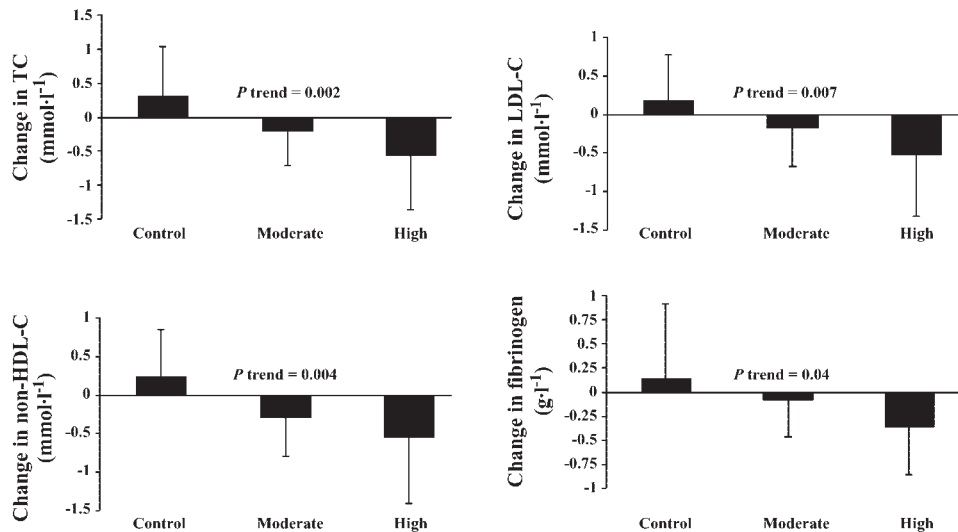 Change in TC
(mmol·l⁻¹)
1.5
1
0.5
0
-0.5
-1
-1.5
P trend = 0.002
Control
Moderate
High
Change in LDL-C
(mmol·l⁻¹)
1
0.5
0
-0.5
-1
-1.5
P trend = 0.007
Control
Moderate
High
Change in non-HDL-C
(mmol·l⁻¹)
1
0.5
0
-0.5
-1
-1.5
P trend = 0.004
Control
Moderate
High
Change in fibrinogen
(g·l⁻¹)
1
0.75
0.5
0.25
0
-0.25
-0.5
-0.75
-1
P trend = 0.04
Control
Moderate
High